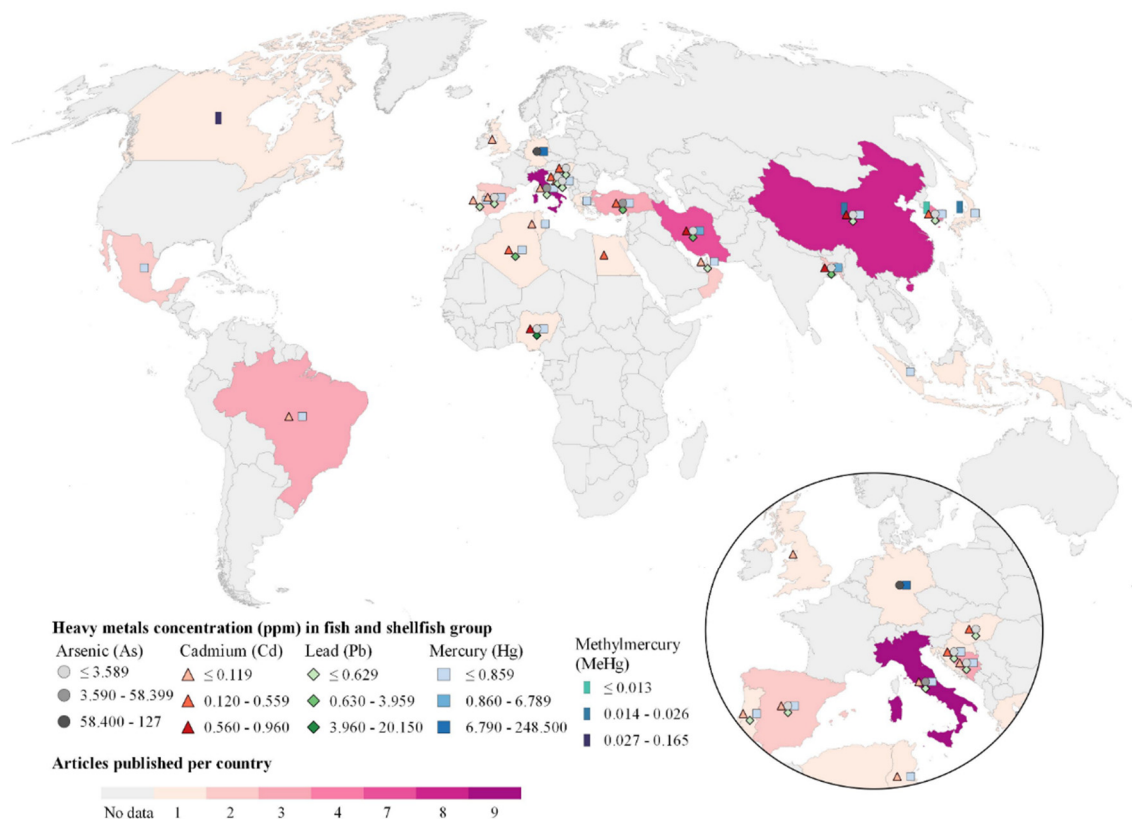 Heavy metals concentration (ppm) in fish and shellfish group
Arsenic (As) Cadmium (Cd) Lead (Pb) Mercury (Hg)
≤ 3.589 ≤ 0.119 ≤ 0.629 ≤ 0.859
3.590 - 58.399 0.120 - 0.559 0.630 - 3.959 0.860 - 6.789
58.400 - 127 0.560 - 0.960 3.960 - 20.150 6.790 - 248.500
Methylmercury
(MeHg)
≤ 0.013
0.014 - 0.026
0.027 - 0.165
Articles published per country
No data 1 2 3 4 7 8 9